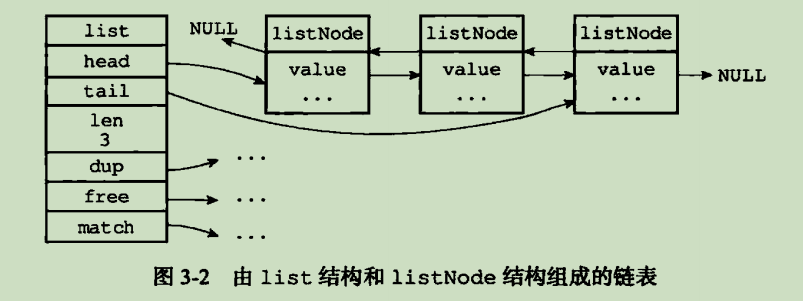 list
head
tail
len
3
dup
free
match
NULL
listNode
value
...
listNode
value
...
listNode
value
...
NULL
...
...
...
图 3-2 由 list 结构和 listNode 结构组成的链表